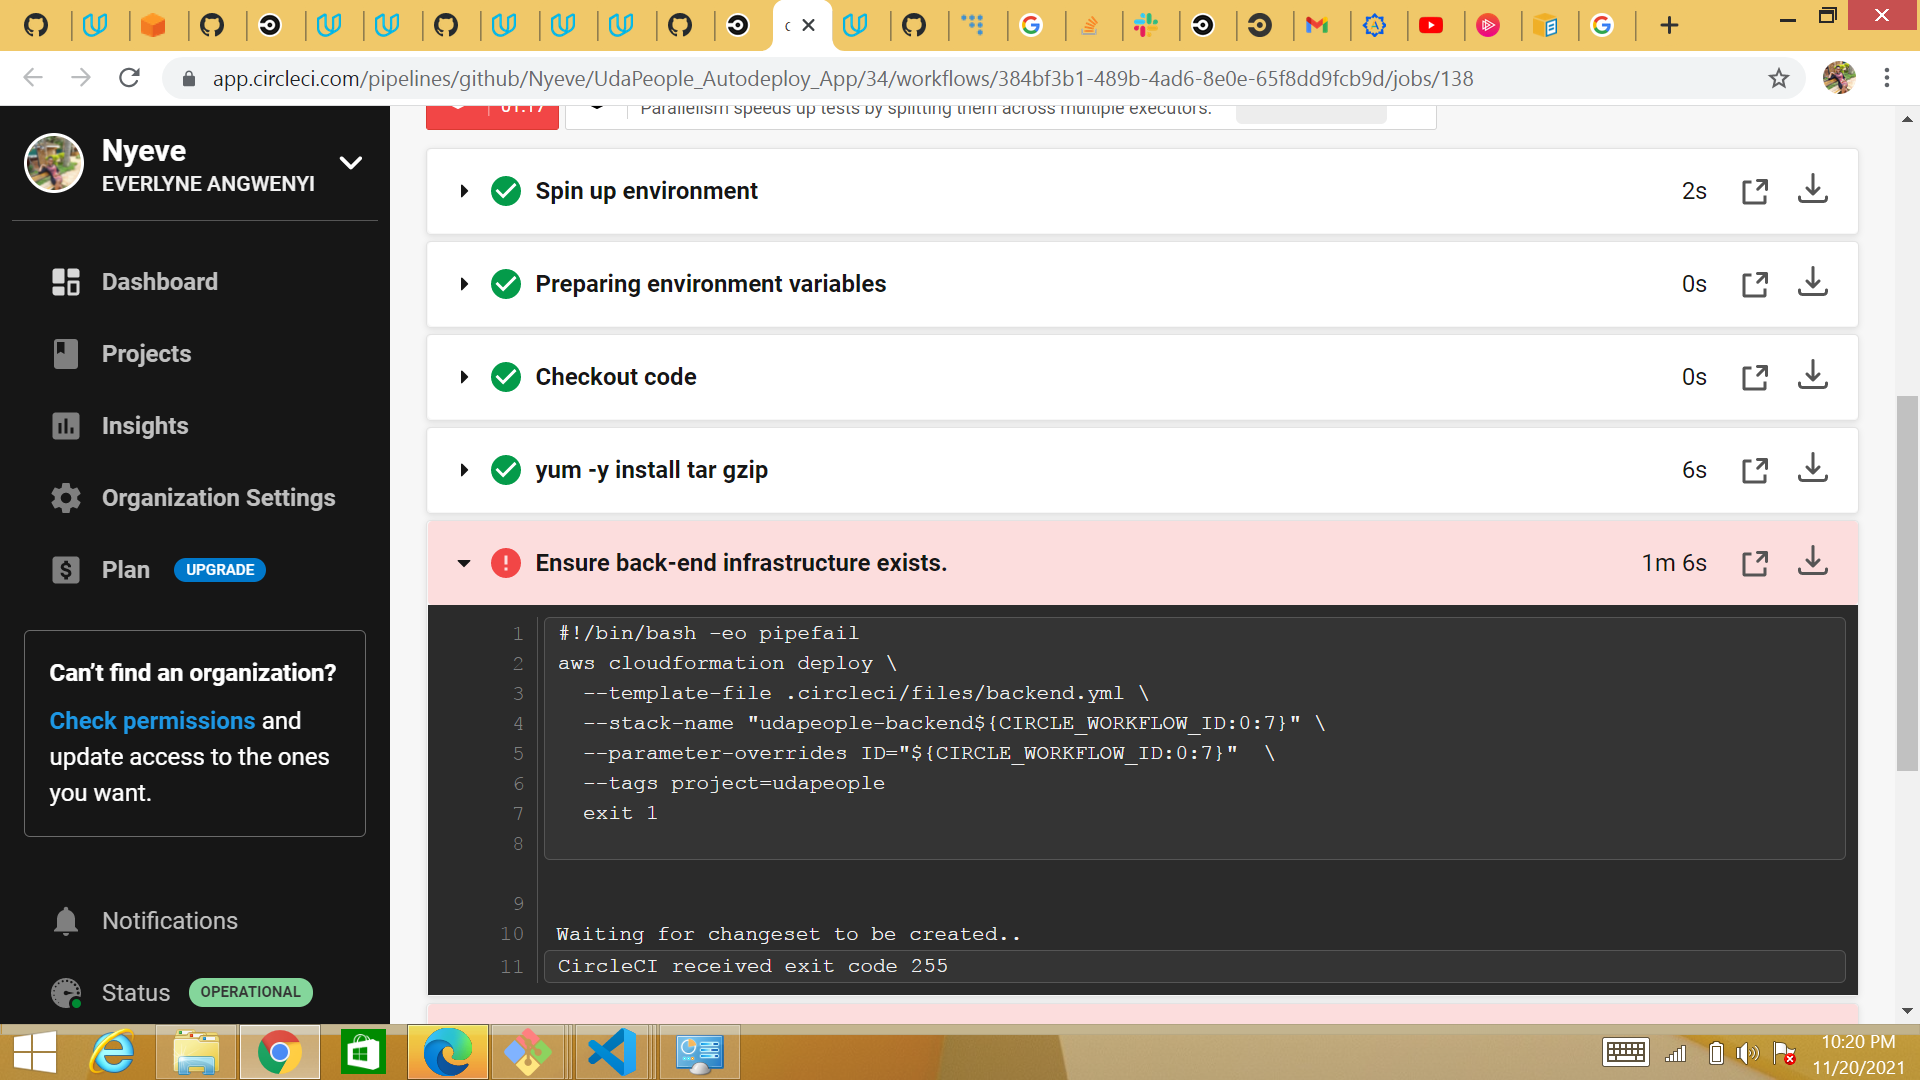 app.circleci.com/pipelines/github/Nyeve/UdaPeople_Autodeploy_App/34/workflows/384bf3b1-489b-4ad6-8e0e-65f8dd9fcb9d/jobs/138
01:17
Parallelism speeds up tests by splitting them across multiple executors.
Nyeve
EVERLYNE ANGWENYI
Dashboard
Projects
Insights
Organization Settings
Plan UPGRADE
Can't find an organization?
Check permissions and
update access to the ones
you want.
Notifications
Status OPERATIONAL
Spin up environment 2s
Preparing environment variables 0s
Checkout code 0s
yum -y install tar gzip 6s
Ensure back-end infrastructure exists. 1m 6s
1 #!/bin/bash -eo pipefail
2 aws cloudformation deploy \
3 --template-file .circleci/files/backend.yml \
4 --stack-name "udapeople-backend${CIRCLE_WORKFLOW_ID:0:7}" \
5 --parameter-overrides ID="${CIRCLE_WORKFLOW_ID:0:7}" \
6 --tags project=udapeople
7 exit 1
8
9
10 Waiting for changeset to be created..
11 CircleCI received exit code 255
10:20 PM
11/20/2021